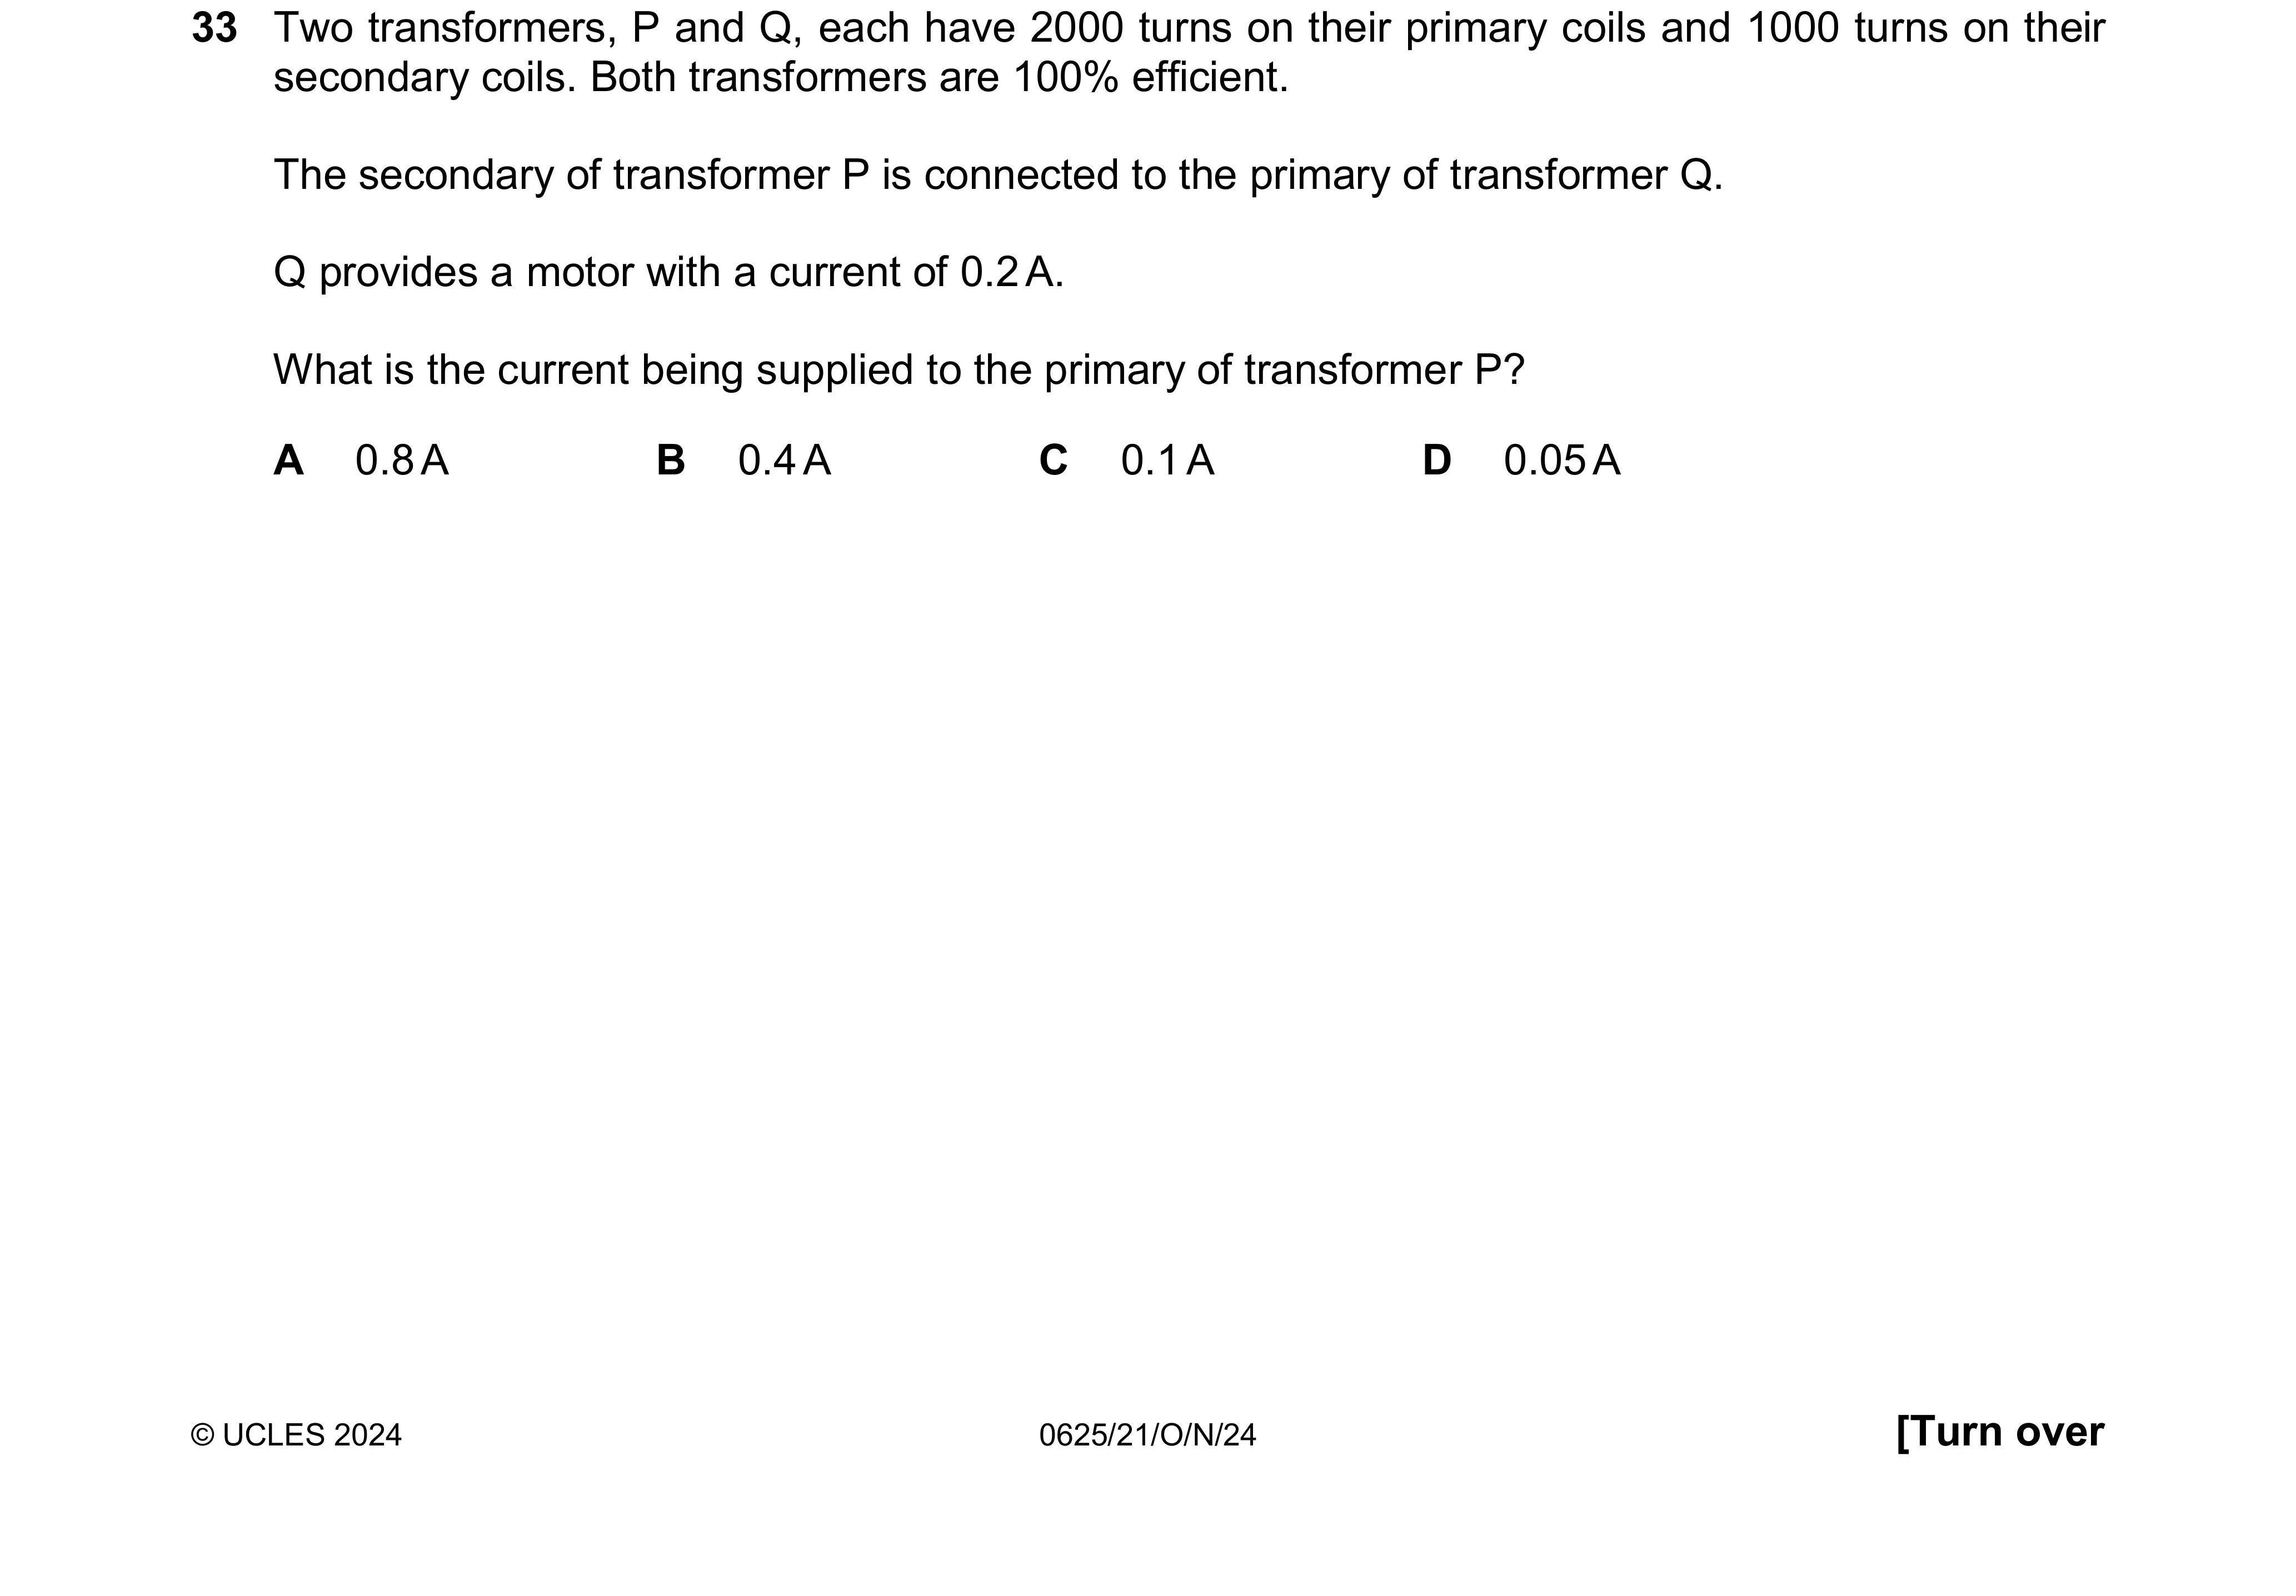 33 Two transformers, P and Q, each have 2000 turns on their primary coils and 1000 turns on their
secondary coils. Both transformers are 100% efficient.
The secondary of transformer P is connected to the primary of transformer Q.
Q provides a motor with a current of 0.2 A.
What is the current being supplied to the primary of transformer P?
A 0.8 A B 0.4 A C 0.1 A D 0.05 A
© UCLES 2024 0625/21/O/N/24 [Turn over